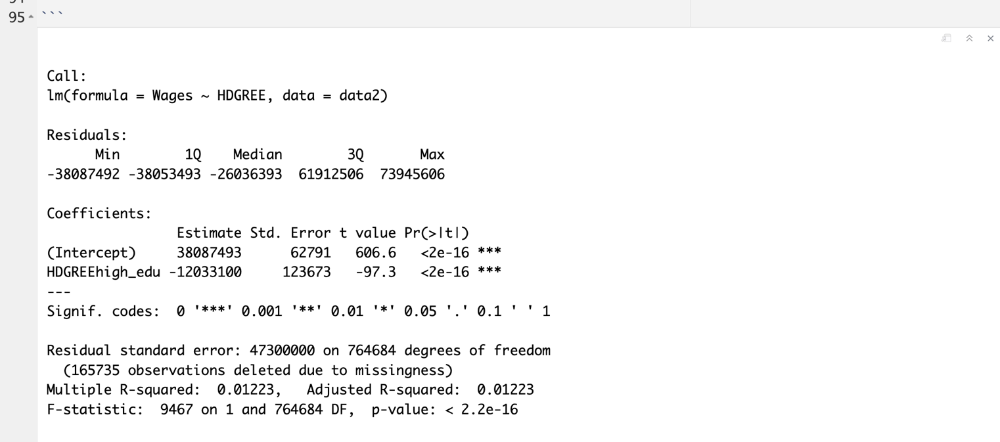 95 ```
Call:
lm(formula = Wages ~ HDGREE, data = data2)
Residuals:
Min 1Q Median 3Q Max
-38087492 -38053493 -26036393 61912506 73945606
Coefficients:
Estimate Std. Error t value Pr(>|t|)
(Intercept) 38087493 62791 606.6 <2e-16 ***
HDGREEhigh_edu -12033100 123673 -97.3 <2e-16 ***
---
Signif. codes: 0 '***' 0.001 '**' 0.01 '*' 0.05 '.' 0.1 ' ' 1
Residual standard error: 47300000 on 764684 degrees of freedom
(165735 observations deleted due to missingness)
Multiple R-squared: 0.01223, Adjusted R-squared: 0.01223
F-statistic: 9467 on 1 and 764684 DF, p-value: < 2.2e-16